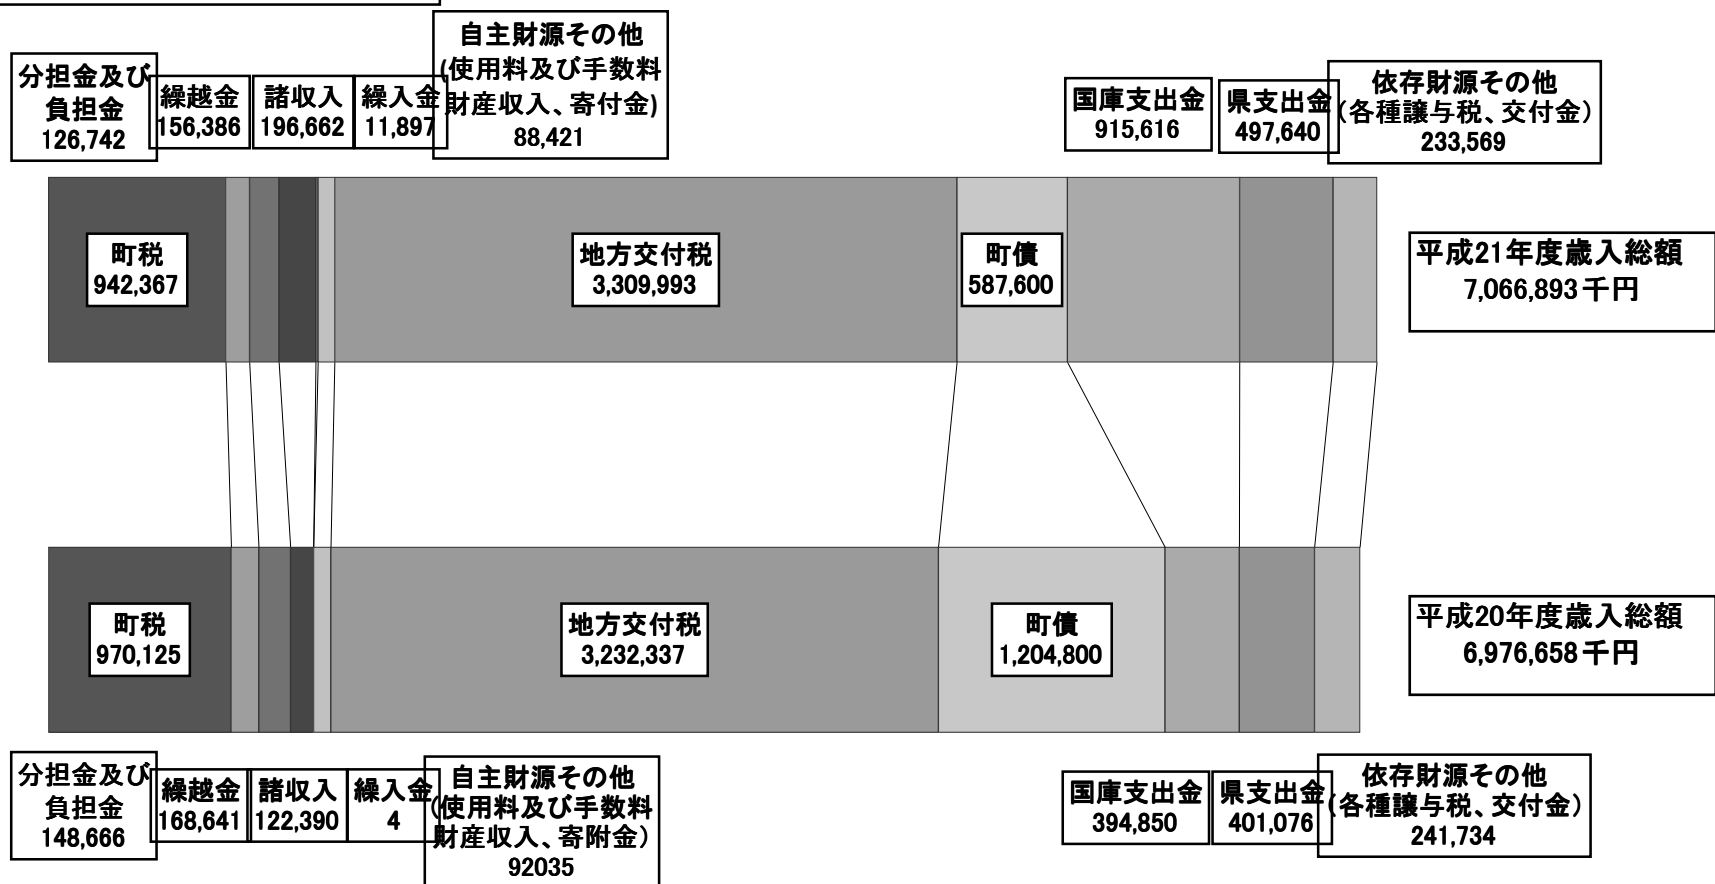 分担金及び
負担金
126,742
繰越金
156,386
諸収入
196,662
繰入金
11,897
自主財源その他
(使用料及び手数料
財産収入、寄付金)
88,421
国庫支出金
915,616
県支出金
497,640
依存財源その他
(各種譲与税、交付金)
233,569
町税
942,367
地方交付税
3,309,993
町債
587,600
平成21年度歳入総額
7,066,893千円
町税
970,125
地方交付税
3,232,337
町債
1,204,800
平成20年度歳入総額
6,976,658千円
分担金及び
負担金
148,666
繰越金
168,641
諸収入
122,390
繰入金
4
自主財源その他
(使用料及び手数料
財産収入、寄附金)
92035
国庫支出金
394,850
県支出金
401,076
依存財源その他
(各種譲与税、交付金)
241,734